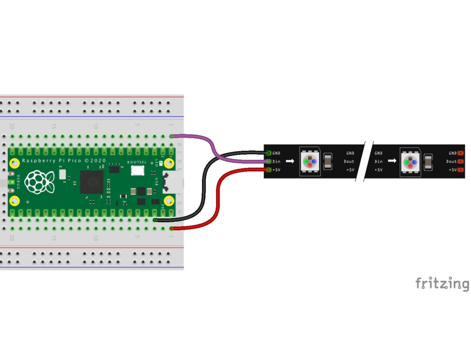 Raspberry Pi Pico ©2020
GND
GND
GND
GND
Din
Dout
Din
Dout
+5V
+5V
+5V
+5V
fritzing